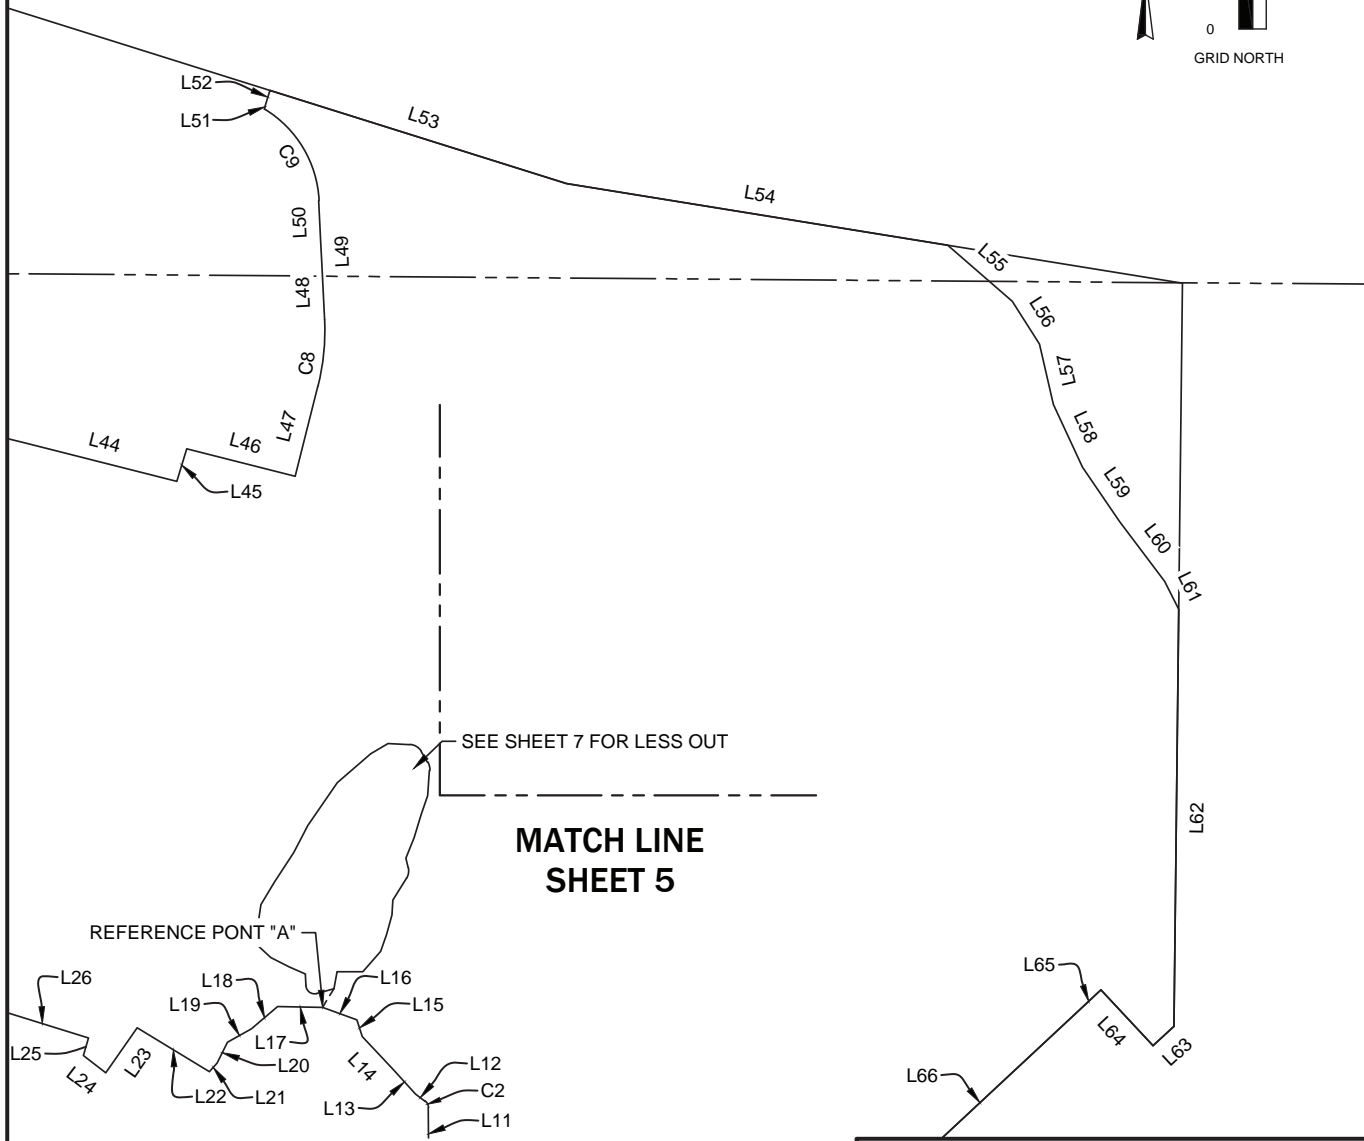 0
GRID NORTH
L52
L51
L53
C9
L54
L50
L49
L55
L48
L56
C8
L57
L47
L44
L46
L58
L45
L59
L60
L61
SEE SHEET 7 FOR LESS OUT
L62
MATCH LINE
SHEET 5
REFERENCE PONT "A"
L26
L18
L16
L65
L19
L15
L17
L64
L25
L20
L14
L12
L63
L24
L23
L22
L21
L13
C2
L66
L11